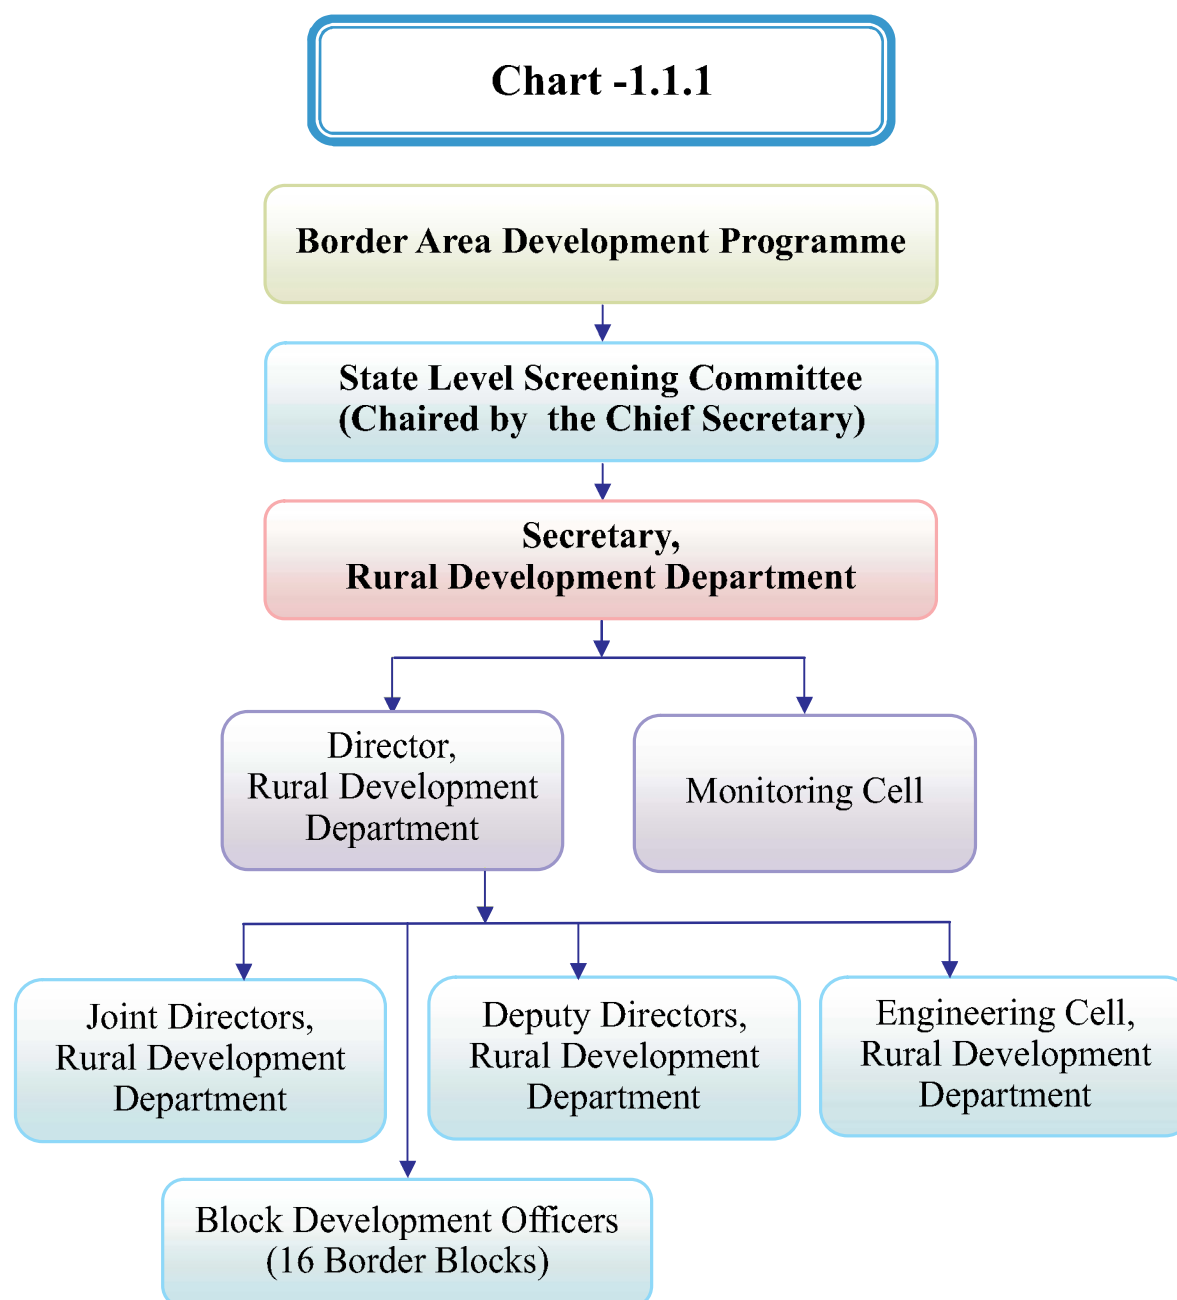 Chart -1.1.1
Border Area Development Programme
State Level Screening Committee
(Chaired by the Chief Secretary)
Secretary,
Rural Development Department
Director,
Rural Development
Department
Monitoring Cell
Joint Directors,
Rural Development
Department
Deputy Directors,
Rural Development
Department
Engineering Cell,
Rural Development
Department
Block Development Officers
(16 Border Blocks)